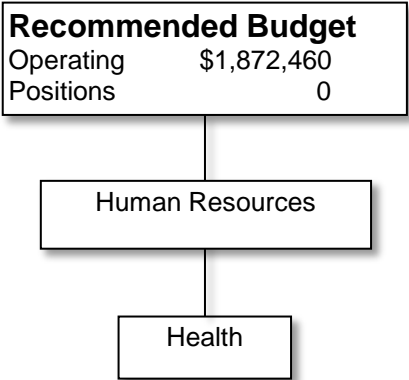 Recommended Budget
Operating $1,872,460
Positions 0
Human Resources
Health